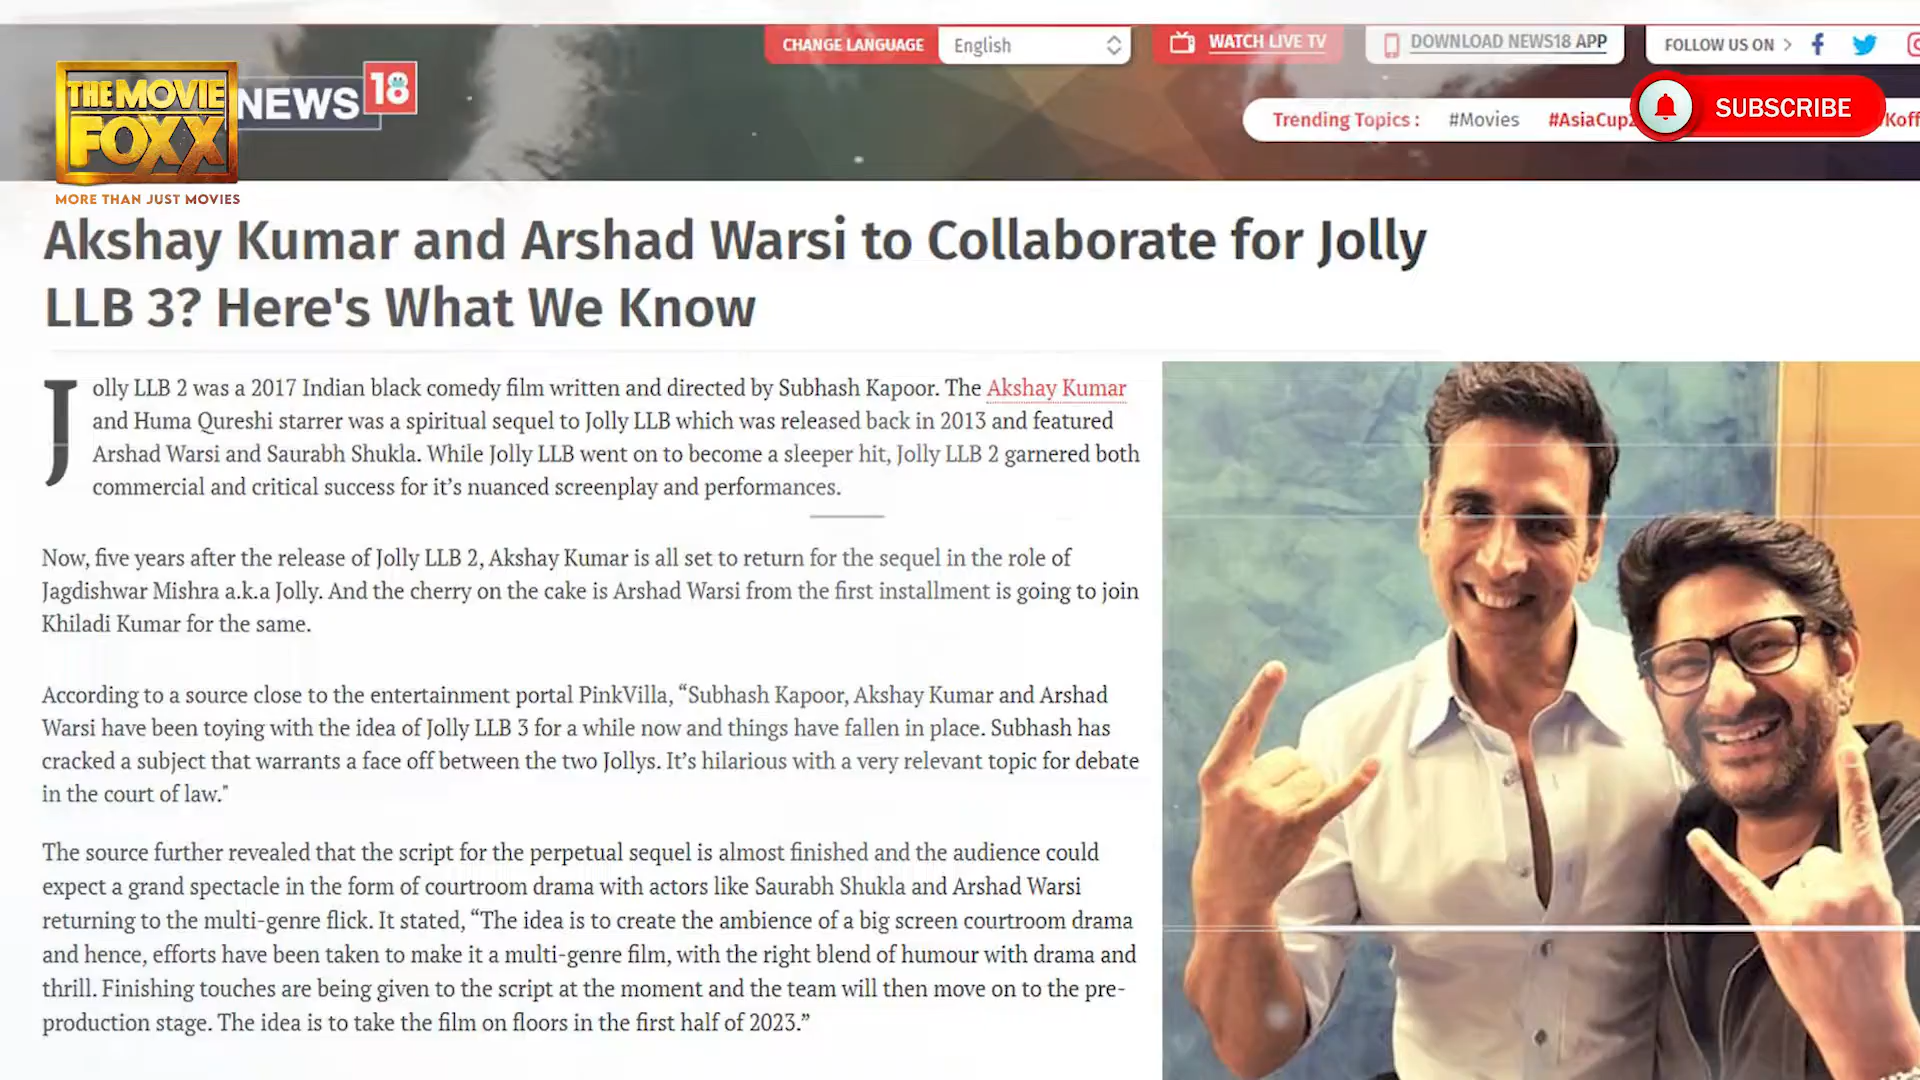 CHANGE LANGUAGE English WATCH LIVE TV DOWNLOAD NEWS18 APP FOLLOW US ON
THE MOVIE
FOXX
MORE THAN JUST MOVIES
NEWS 18
Trending Topics : #Movies #AsiaCup
SUBSCRIBE
Akshay Kumar and Arshad Warsi to Collaborate for Jolly
LLB 3? Here's What We Know
Jolly LLB 2 was a 2017 Indian black comedy film written and directed by Subhash Kapoor. The Akshay Kumar
and Huma Qureshi starrer was a spiritual sequel to Jolly LLB which was released back in 2013 and featured
Arshad Warsi and Saurabh Shukla. While Jolly LLB went on to become a sleeper hit, Jolly LLB 2 garnered both
commercial and critical success for it’s nuanced screenplay and performances.
Now, five years after the release of Jolly LLB 2, Akshay Kumar is all set to return for the sequel in the role of
Jagdishwar Mishra a.k.a Jolly. And the cherry on the cake is Arshad Warsi from the first installment is going to join
Khiladi Kumar for the same.
According to a source close to the entertainment portal PinkVilla, “Subhash Kapoor, Akshay Kumar and Arshad
Warsi have been toying with the idea of Jolly LLB 3 for a while now and things have fallen in place. Subhash has
cracked a subject that warrants a face off between the two Jollys. It’s hilarious with a very relevant topic for debate
in the court of law."
The source further revealed that the script for the perpetual sequel is almost finished and the audience could
expect a grand spectacle in the form of courtroom drama with actors like Saurabh Shukla and Arshad Warsi
returning to the multi-genre flick. It stated, “The idea is to create the ambience of a big screen courtroom drama
and hence, efforts have been taken to make it a multi-genre film, with the right blend of humour with drama and
thrill. Finishing touches are being given to the script at the moment and the team will then move on to the pre-
production stage. The idea is to take the film on floors in the first half of 2023.”